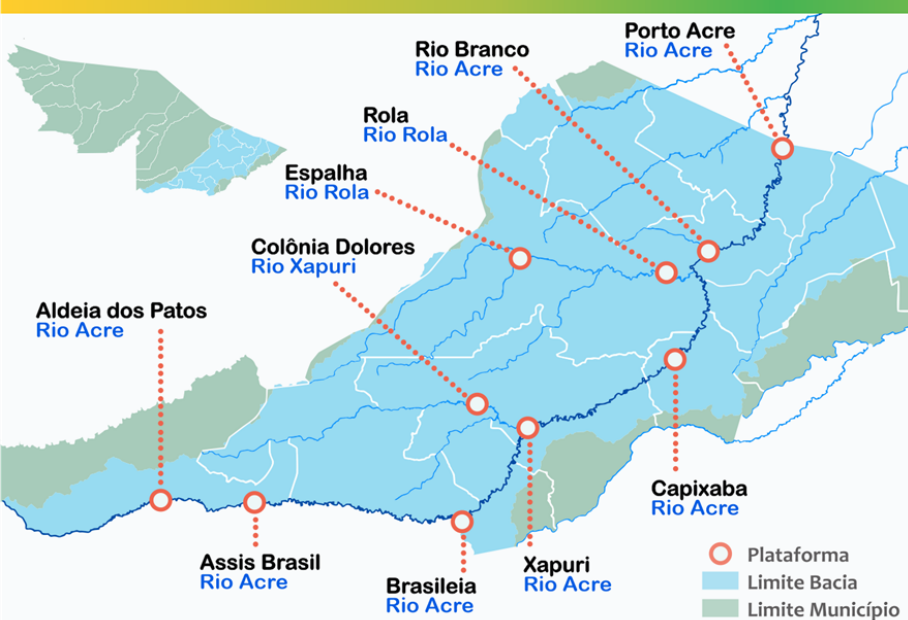 Porto Acre
Rio Acre
Rio Branco
Rio Acre
Rola
Rio Rola
Espalha
Rio Rola
Colônia Dolores
Rio Xapuri
Aldeia dos Patos
Rio Acre
Capixaba
Rio Acre
Assis Brasil
Rio Acre
Brasileia
Rio Acre
Xapuri
Rio Acre
Plataforma
Limite Bacia
Limite Município